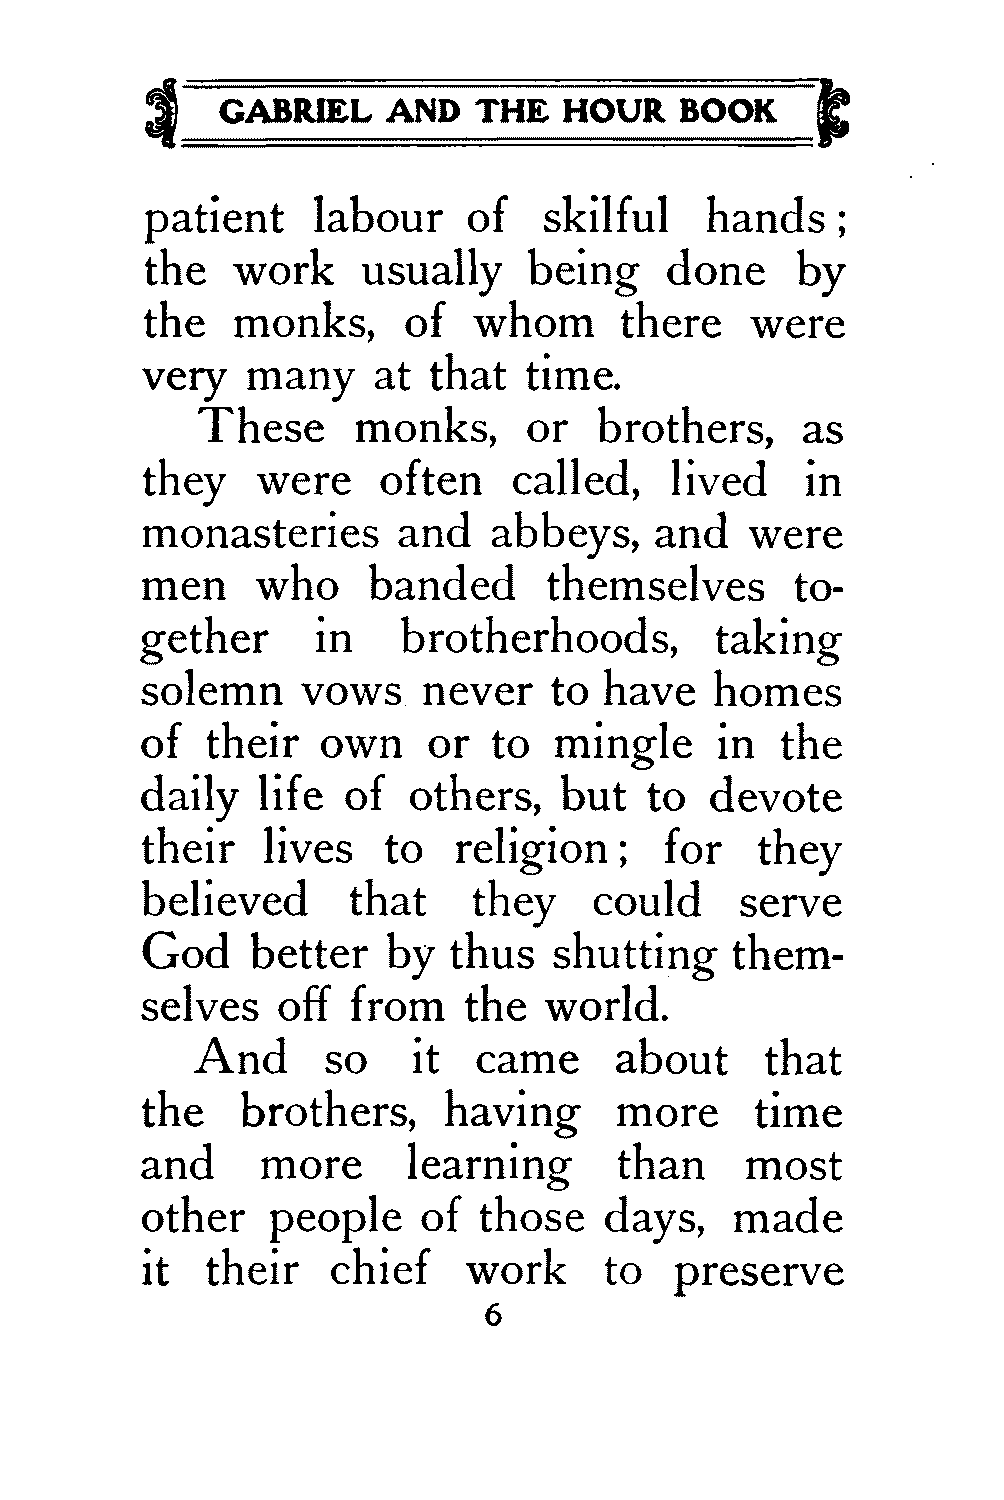 GABRIEL AND THE HOUR BOOK
patient labour of skilful hands;
the work usually being done by
the monks, of whom there were
very many at that time.
These monks, or brothers, as
they were often called, lived in
monasteries and abbeys, and were
men who banded themselves to-
gether in brotherhoods, taking
solemn vows never to have homes
of their own or to mingle in the
daily life of others, but to devote
their lives to religion; for they
believed that they could serve
God better by thus shutting them-
selves off from the world.
And so it came about that
the brothers, having more time
and more learning than most
other people of those days, made
it their chief work to preserve
6